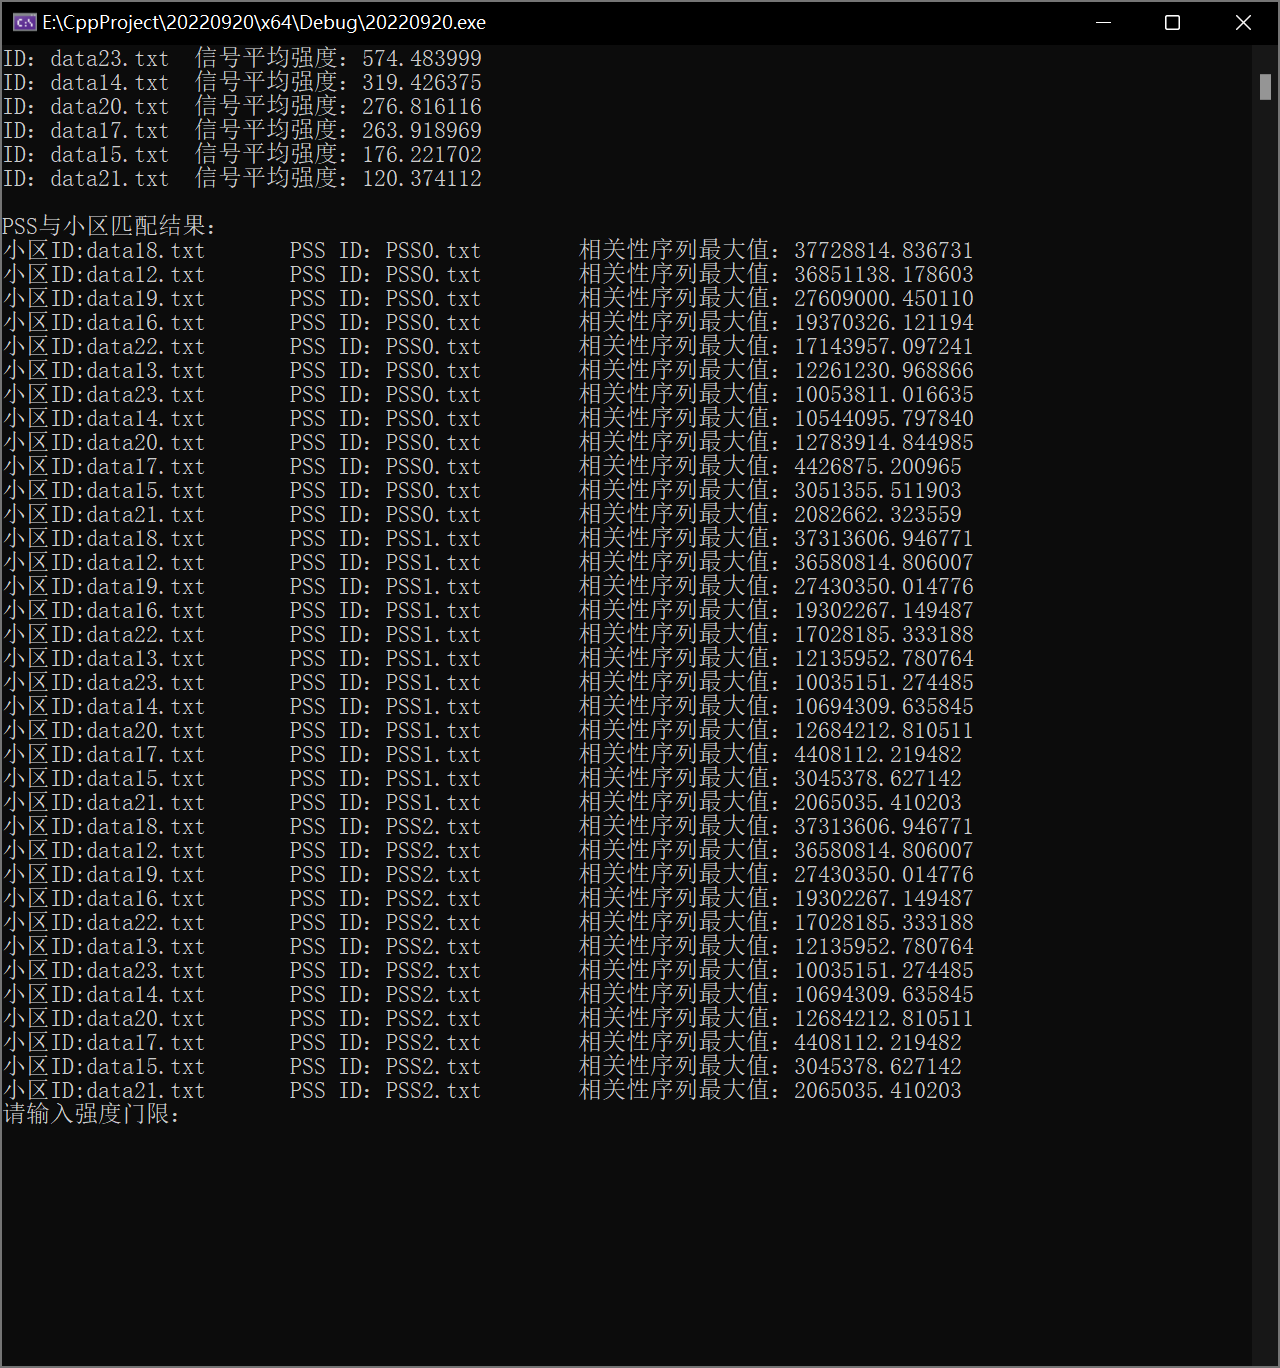 E:\CppProject\20220920\x64\Debug\20220920.exe
ID: data23.txt  信号平均强度：574.483999
ID: data14.txt  信号平均强度：319.426375
ID: data20.txt  信号平均强度：276.816116
ID: data17.txt  信号平均强度：263.918969
ID: data15.txt  信号平均强度：176.221702
ID: data21.txt  信号平均强度：120.374112
PSS与小区匹配结果：
小区ID:data18.txt PSS ID：PSS0.txt 相关性序列最大值：37728814.836731
小区ID:data12.txt PSS ID：PSS0.txt 相关性序列最大值：36851138.178603
小区ID:data19.txt PSS ID：PSS0.txt 相关性序列最大值：27609000.450110
小区ID:data16.txt PSS ID：PSS0.txt 相关性序列最大值：19370326.121194
小区ID:data22.txt PSS ID：PSS0.txt 相关性序列最大值：17143957.097241
小区ID:data13.txt PSS ID：PSS0.txt 相关性序列最大值：12261230.968866
小区ID:data23.txt PSS ID：PSS0.txt 相关性序列最大值：10053811.016635
小区ID:data14.txt PSS ID：PSS0.txt 相关性序列最大值：10544095.797840
小区ID:data20.txt PSS ID：PSS0.txt 相关性序列最大值：12783914.844985
小区ID:data17.txt PSS ID：PSS0.txt 相关性序列最大值：4426875.200965
小区ID:data15.txt PSS ID：PSS0.txt 相关性序列最大值：3051355.511903
小区ID:data21.txt PSS ID：PSS0.txt 相关性序列最大值：2082662.323559
小区ID:data18.txt PSS ID：PSS1.txt 相关性序列最大值：37313606.946771
小区ID:data12.txt PSS ID：PSS1.txt 相关性序列最大值：36580814.806007
小区ID:data19.txt PSS ID：PSS1.txt 相关性序列最大值：27430350.014776
小区ID:data16.txt PSS ID：PSS1.txt 相关性序列最大值：19302267.149487
小区ID:data22.txt PSS ID：PSS1.txt 相关性序列最大值：17028185.333188
小区ID:data13.txt PSS ID：PSS1.txt 相关性序列最大值：12135952.780764
小区ID:data23.txt PSS ID：PSS1.txt 相关性序列最大值：10035151.274485
小区ID:data14.txt PSS ID：PSS1.txt 相关性序列最大值：10694309.635845
小区ID:data20.txt PSS ID：PSS1.txt 相关性序列最大值：12684212.810511
小区ID:data17.txt PSS ID：PSS1.txt 相关性序列最大值：4408112.219482
小区ID:data15.txt PSS ID：PSS1.txt 相关性序列最大值：3045378.627142
小区ID:data21.txt PSS ID：PSS1.txt 相关性序列最大值：2065035.410203
小区ID:data18.txt PSS ID：PSS2.txt 相关性序列最大值：37313606.946771
小区ID:data12.txt PSS ID：PSS2.txt 相关性序列最大值：36580814.806007
小区ID:data19.txt PSS ID：PSS2.txt 相关性序列最大值：27430350.014776
小区ID:data16.txt PSS ID：PSS2.txt 相关性序列最大值：19302267.149487
小区ID:data22.txt PSS ID：PSS2.txt 相关性序列最大值：17028185.333188
小区ID:data13.txt PSS ID：PSS2.txt 相关性序列最大值：12135952.780764
小区ID:data23.txt PSS ID：PSS2.txt 相关性序列最大值：10035151.274485
小区ID:data14.txt PSS ID：PSS2.txt 相关性序列最大值：10694309.635845
小区ID:data20.txt PSS ID：PSS2.txt 相关性序列最大值：12684212.810511
小区ID:data17.txt PSS ID：PSS2.txt 相关性序列最大值：4408112.219482
小区ID:data15.txt PSS ID：PSS2.txt 相关性序列最大值：3045378.627142
小区ID:data21.txt PSS ID：PSS2.txt 相关性序列最大值：2065035.410203
请输入强度门限：